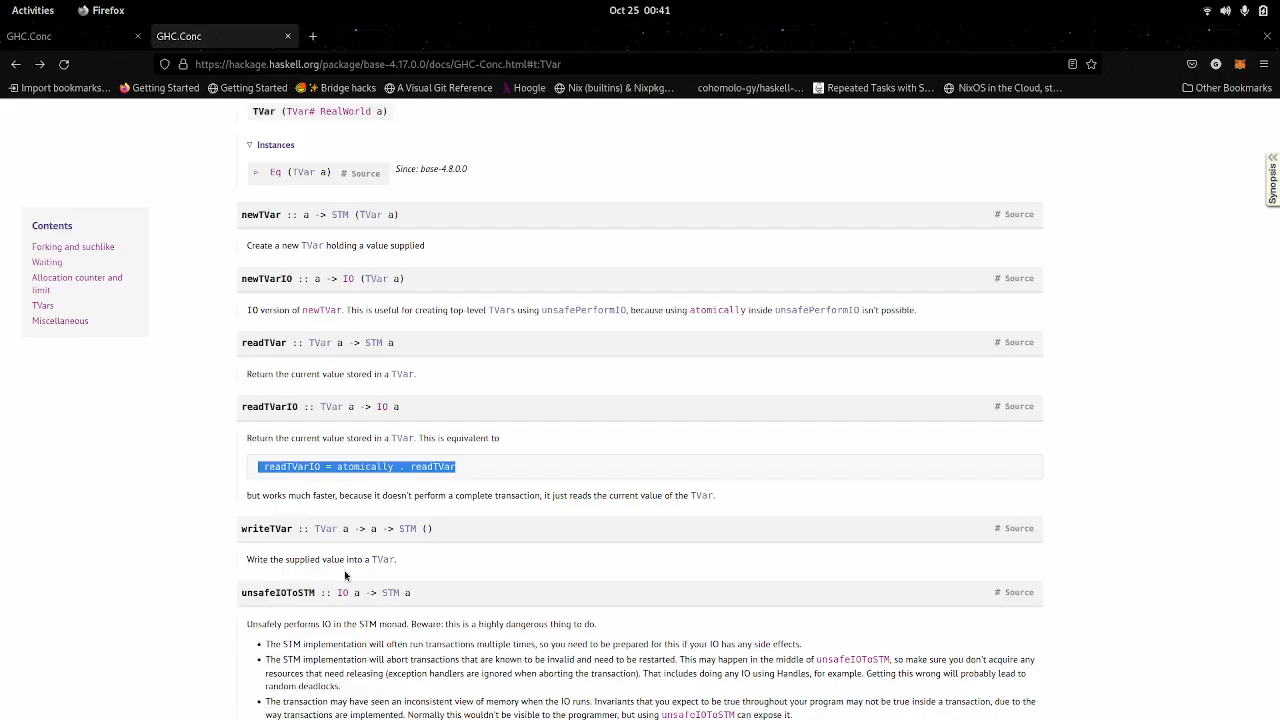 Activities Firefox Oct 25 00:41
GHC.Conc × GHC.Conc × +
https://hackage.haskell.org/package/base-4.17.0.0/docs/GHC-Conc.html#t:TVar
Import bookmarks... Getting Started Getting Started ✨ Bridge hacks A Visual Git Reference Hoogle Nix (builtins) & Nixpkg... cohomolo-gy/haskell-... Repeated Tasks with S... NixOS in the Cloud, st... Other Bookmarks
TVar (TVar# RealWorld a)
▽ Instances
▹ Eq (TVar a) # Source Since: base-4.8.0.0
Synopsis
newTVar :: a -> STM (TVar a) # Source
Contents
Forking and suchlike
Waiting
Allocation counter and
limit
TVars
Miscellaneous
Create a new TVar holding a value supplied
newTVarIO :: a -> IO (TVar a) # Source
IO version of newTVar. This is useful for creating top-level TVars using unsafePerformIO, because using atomically inside unsafePerformIO isn't possible.
readTVar :: TVar a -> STM a # Source
Return the current value stored in a TVar.
readTVarIO :: TVar a -> IO a # Source
Return the current value stored in a TVar. This is equivalent to
readTVarIO = atomically . readTVar
but works much faster, because it doesn't perform a complete transaction, it just reads the current value of the TVar.
writeTVar :: TVar a -> a -> STM () # Source
Write the supplied value into a TVar.
unsafeIOToSTM :: IO a -> STM a # Source
Unsafely performs IO in the STM monad. Beware: this is a highly dangerous thing to do.
• The STM implementation will often run transactions multiple times, so you need to be prepared for this if your IO has any side effects.
• The STM implementation will abort transactions that are known to be invalid and need to be restarted. This may happen in the middle of unsafeIOToSTM, so make sure you don't acquire any
resources that need releasing (exception handlers are ignored when aborting the transaction). That includes doing any IO using Handles, for example. Getting this wrong will probably lead to
random deadlocks.
• The transaction may have seen an inconsistent view of memory when the IO runs. Invariants that you expect to be true throughout your program may not be true inside a transaction, due to the
way transactions are implemented. Normally this wouldn't be visible to the programmer, but using unsafeIOToSTM can expose it.